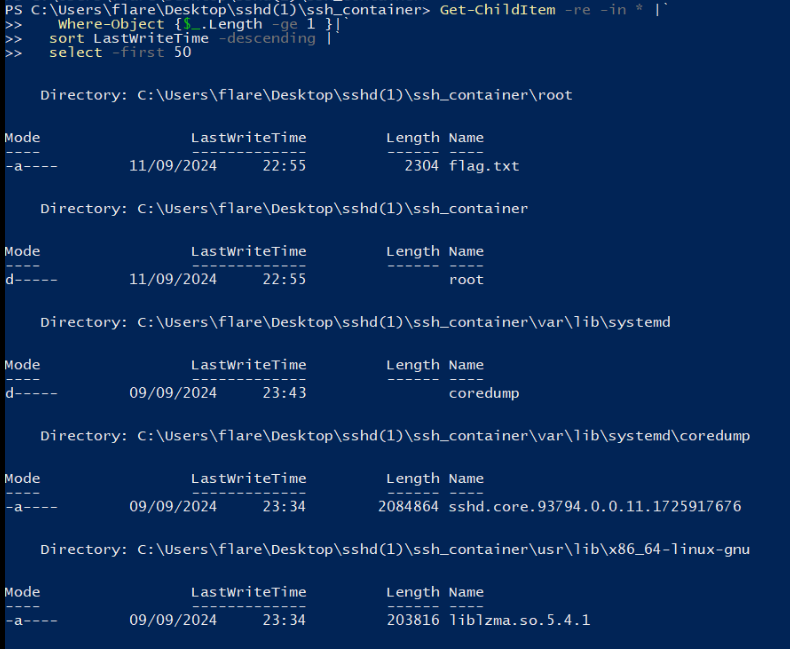 PS C:\Users\flare\Desktop\sshd(1)\ssh_container> Get-ChildItem -re -in * |`
>>    Where-Object {$_.Length -ge 1 }|`
>>   sort LastWriteTime -descending |`
>>   select -first 50
Directory: C:\Users\flare\Desktop\sshd(1)\ssh_container\root
Mode LastWriteTime Length Name
---- ------------- ------ ----
-a---- 11/09/2024 22:55 2304 flag.txt
Directory: C:\Users\flare\Desktop\sshd(1)\ssh_container
Mode LastWriteTime Length Name
---- ------------- ------ ----
d----- 11/09/2024 22:55 root
Directory: C:\Users\flare\Desktop\sshd(1)\ssh_container\var\lib\systemd
Mode LastWriteTime Length Name
---- ------------- ------ ----
d----- 09/09/2024 23:43 coredump
Directory: C:\Users\flare\Desktop\sshd(1)\ssh_container\var\lib\systemd\coredump
Mode LastWriteTime Length Name
---- ------------- ------ ----
-a---- 09/09/2024 23:34 2084864 sshd.core.93794.0.0.11.1725917676
Directory: C:\Users\flare\Desktop\sshd(1)\ssh_container\usr\lib\x86_64-linux-gnu
Mode LastWriteTime Length Name
---- ------------- ------ ----
-a---- 09/09/2024 23:34 203816 liblzma.so.5.4.1